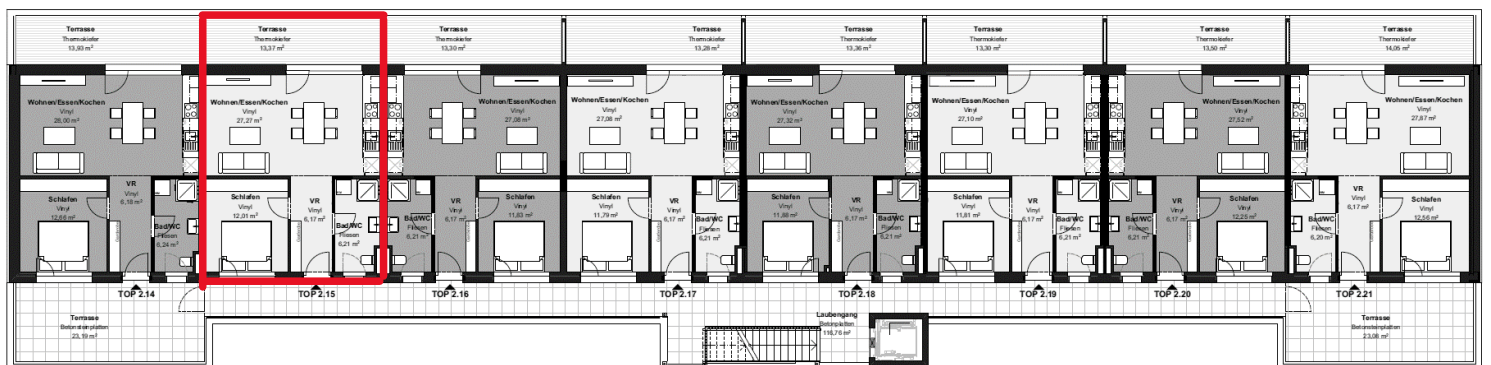 Terrasse
Thermokiefer
13,93 m²
Terrasse
Thermokiefer
13,37 m²
Terrasse
Thermokiefer
13,30 m²
Terrasse
Thermokiefer
13,28 m²
Terrasse
Thermokiefer
13,36 m²
Terrasse
Thermokiefer
13,30 m²
Terrasse
Thermokiefer
13,50 m²
Terrasse
Thermokiefer
14,05 m²
Wohnen/Essen/Kochen
Vinyl
28,00 m²
Wohnen/Essen/Kochen
Vinyl
27,27 m²
Wohnen/Essen/Kochen
Vinyl
27,08 m²
Wohnen/Essen/Kochen
Vinyl
27,06 m²
Wohnen/Essen/Kochen
Vinyl
27,32 m²
Wohnen/Essen/Kochen
Vinyl
27,10 m²
Wohnen/Essen/Kochen
Vinyl
27,52 m²
Wohnen/Essen/Kochen
Vinyl
27,87 m²
Schlafen
Vinyl
12,66 m²
VR
Vinyl
6,18 m²
Bad/WC
Fliesen
6,24 m²
Schlafen
Vinyl
12,01 m²
VR
Vinyl
6,17 m²
Bad/WC
Fliesen
6,21 m²
Bad/WC
Fliesen
6,21 m²
VR
Vinyl
6,17 m²
Schlafen
Vinyl
11,83 m²
Schlafen
Vinyl
11,79 m²
VR
Vinyl
6,17 m²
Bad/WC
Fliesen
6,21 m²
Schlafen
Vinyl
11,88 m²
VR
Vinyl
6,17 m²
Bad/WC
Fliesen
6,21 m²
Schlafen
Vinyl
11,81 m²
VR
Vinyl
6,17 m²
Bad/WC
Fliesen
6,21 m²
Bad/WC
Fliesen
6,21 m²
VR
Vinyl
6,17 m²
Schlafen
Vinyl
12,25 m²
Bad/WC
Fliesen
6,20 m²
VR
Vinyl
6,17 m²
Schlafen
Vinyl
12,56 m²
TOP 2.14
TOP 2.15
TOP 2.16
TOP 2.17
TOP 2.18
TOP 2.19
TOP 2.20
TOP 2.21
Terrasse
Betonsteinplatten
23,19 m²
Laubengang
Betonplatten
116,76 m²
Terrasse
Betonsteinplatten
23,08 m²